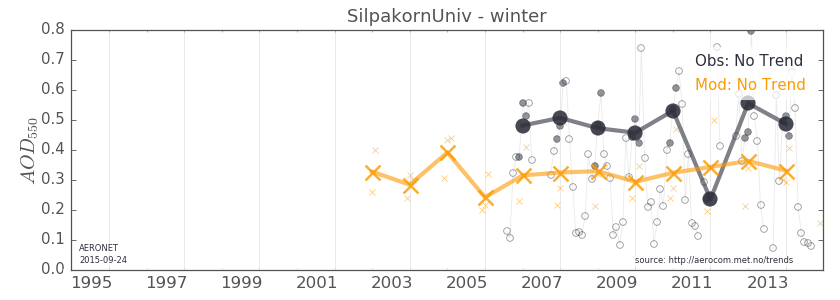 SilpakornUniv - winter
0.8
0.7
0.6
0.5
0.4
0.3
0.2
0.1
0.0
AOD550
Obs: No Trend
Mod: No Trend
AERONET
2015-09-24
source: http://aerocom.met.no/trends
1995 1997 1999 2001 2003 2005 2007 2009 2011 2013